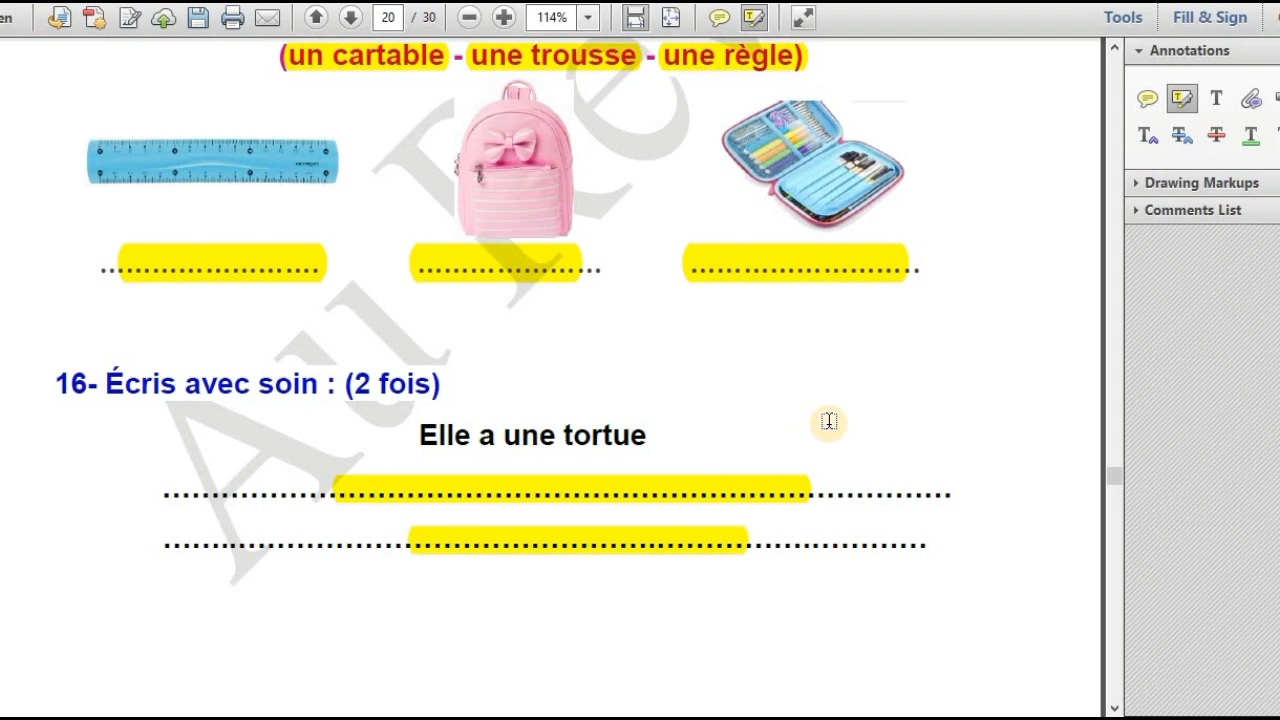 en 20 / 30 114% Tools Fill & Sign
Annotations
Drawing Markups
Comments List
(un cartable - une trousse - une règle)
........................ ..................... ..........................
16- Écris avec soin : (2 fois)
Elle a une tortue
................................................................................
..............................................................................